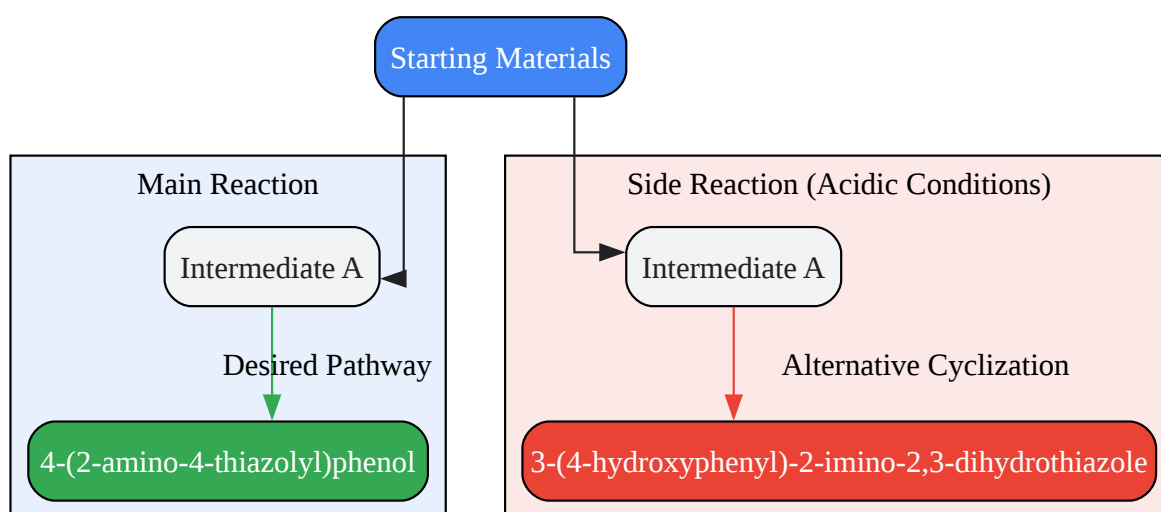 Starting Materials
Main Reaction
Intermediate A
Desired Pathway
4-(2-amino-4-thiazolyl)phenol
Side Reaction (Acidic Conditions)
Intermediate A
Alternative Cyclization
3-(4-hydroxyphenyl)-2-imino-2,3-dihydrothiazole